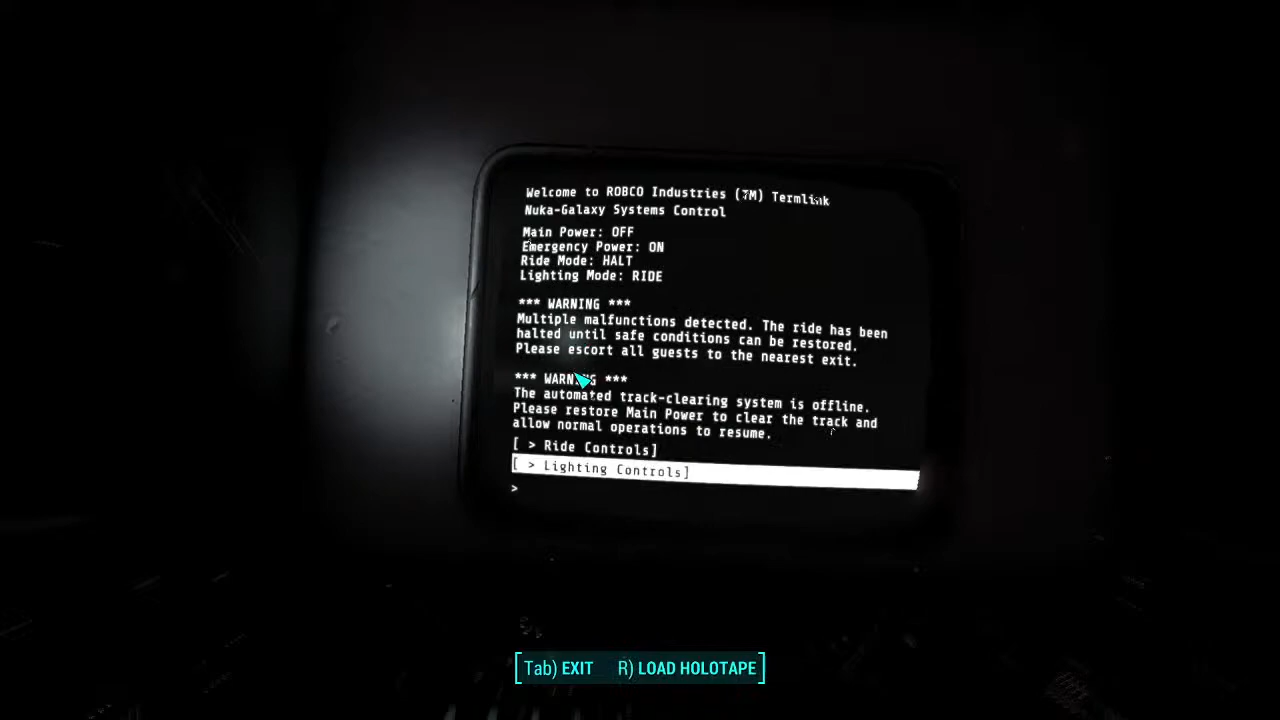 Welcome to ROBCO Industries (TM) Termlink
Nuka-Galaxy Systems Control
Main Power: OFF
Emergency Power: ON
Ride Mode: HALT
Lighting Mode: RIDE
*** WARNING ***
Multiple malfunctions detected. The ride has been
halted until safe conditions can be restored.
Please escort all guests to the nearest exit.
*** WARNING ***
The automated track-clearing system is offline.
Please restore Main Power to clear the track and
allow normal operations to resume.
[ > Ride Controls]
[ > Lighting Controls]
>
Tab) EXIT R) LOAD HOLOTAPE